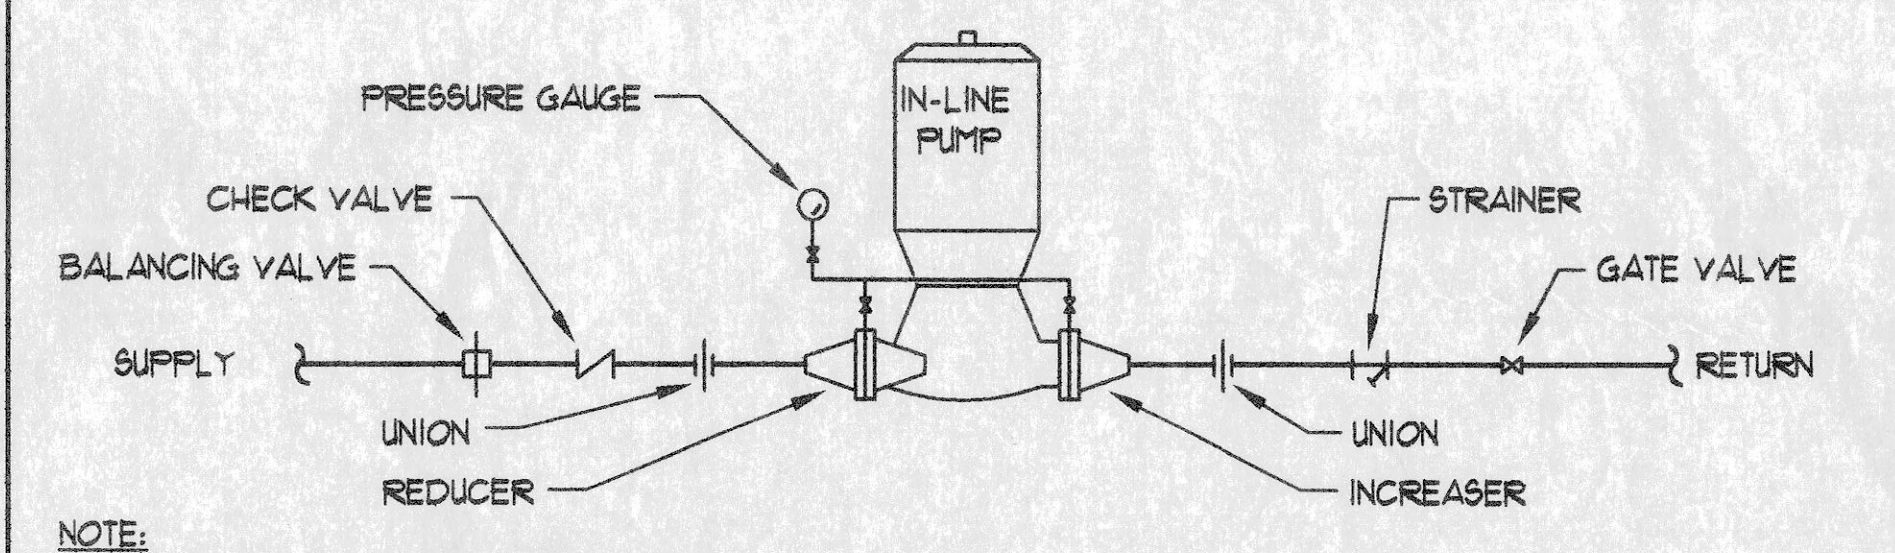 PRESSURE GAUGE
IN-LINE
PUMP
CHECK VALVE
STRAINER
BALANCING VALVE
GATE VALVE
SUPPLY
RETURN
UNION
UNION
REDUCER
INCREASER
NOTE: